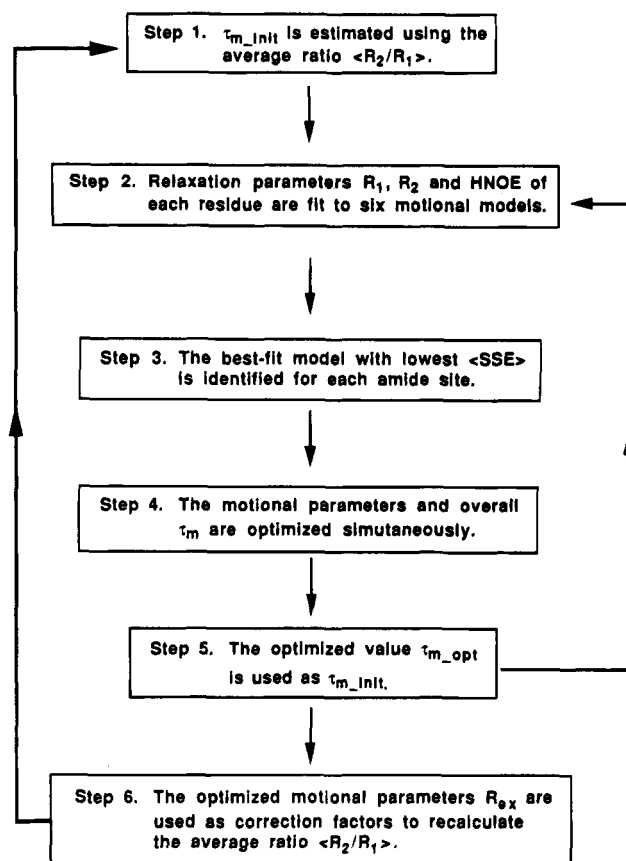 Step 1. τm_init is estimated using the
average ratio <R2/R1>.
Step 2. Relaxation parameters R1, R2 and HNOE of
each residue are fit to six motional models.
Step 3. The best-fit model with lowest <SSE>
is identified for each amide site.
Step 4. The motional parameters and overall
τm are optimized simutaneously.
Step 5. The optimized value τm_opt
is used as τm_init.
Step 6. The optimized motional parameters Rex are
used as correction factors to recalculate
the average ratio <R2/R1>.